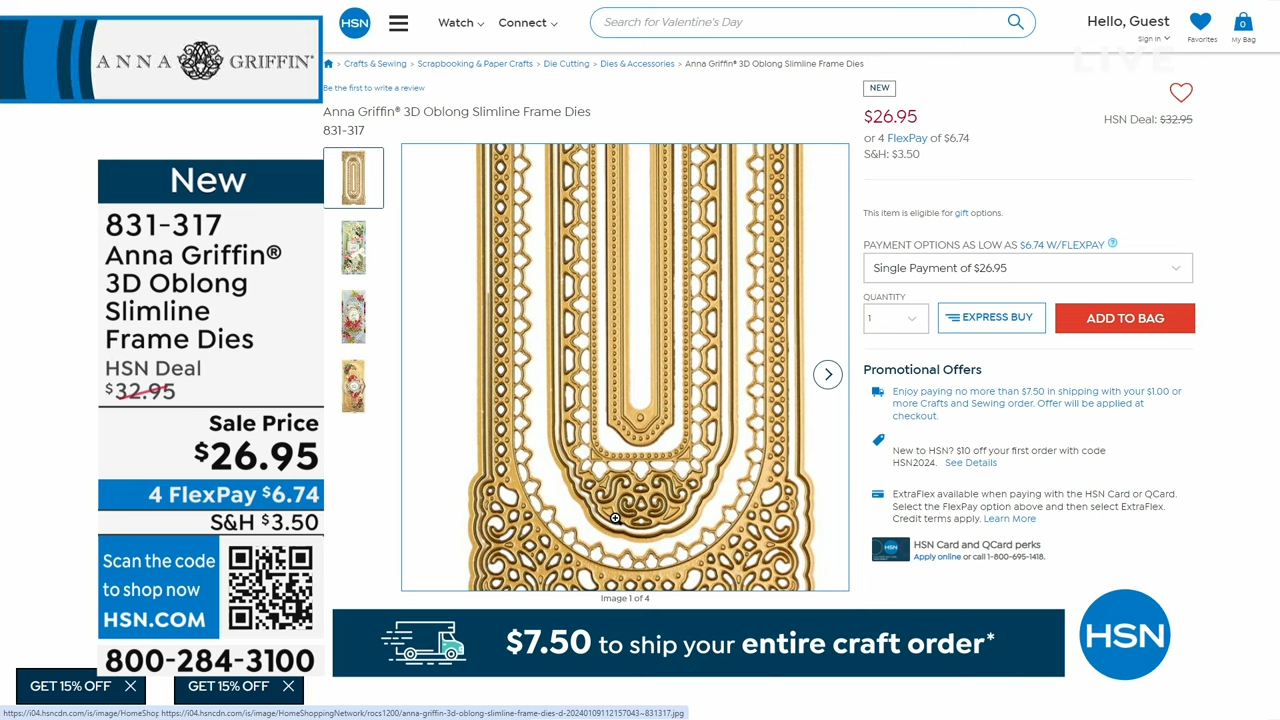 ANNA GRIFFIN®
HSN
Watch
Connect
Search for Valentine's Day
Hello, Guest
Sign in
Favorites
0
My Bag
LIVE
> Crafts & Sewing > Scrapbooking & Paper Crafts > Die Cutting > Dies & Accessories > Anna Griffin® 3D Oblong Slimline Frame Dies
Be the first to write a review
Anna Griffin® 3D Oblong Slimline Frame Dies
831-317
NEW
$26.95
HSN Deal: $32.95
or 4 FlexPay of $6.74
S&H: $3.50
This item is eligible for gift options.
PAYMENT OPTIONS AS LOW AS $6.74 W/FLEXPAY ?
Single Payment of $26.95
QUANTITY
1
EXPRESS BUY
ADD TO BAG
Promotional Offers
Enjoy paying no more than $7.50 in shipping with your $1.00 or
more Crafts and Sewing order. Offer will be applied at
checkout.
New to HSN? $10 off your first order with code
HSN2024. See Details
ExtraFlex available when paying with the HSN Card or QCard.
Select the FlexPay option above and then select ExtraFlex.
Credit terms apply. Learn More
HSN
HSN Card and QCard perks
Apply online or call 1-800-695-1418.
Image 1 of 4
New
831-317
Anna Griffin®
3D Oblong
Slimline
Frame Dies
HSN Deal
$32.95
Sale Price
$26.95
4 FlexPay $6.74
S&H $3.50
Scan the code
to shop now
HSN.COM
800-284-3100
$7.50 to ship your entire craft order*
HSN
GET 15% OFF X
GET 15% OFF X
https://i04.hsncdn.com/is/image/HomeShop https://i04.hsncdn.com/is/image/HomeShoppingNetwork/rocs1200/anna-griffin-3d-oblong-slimline-frame-dies-d-20240109112157043~831317.jpg